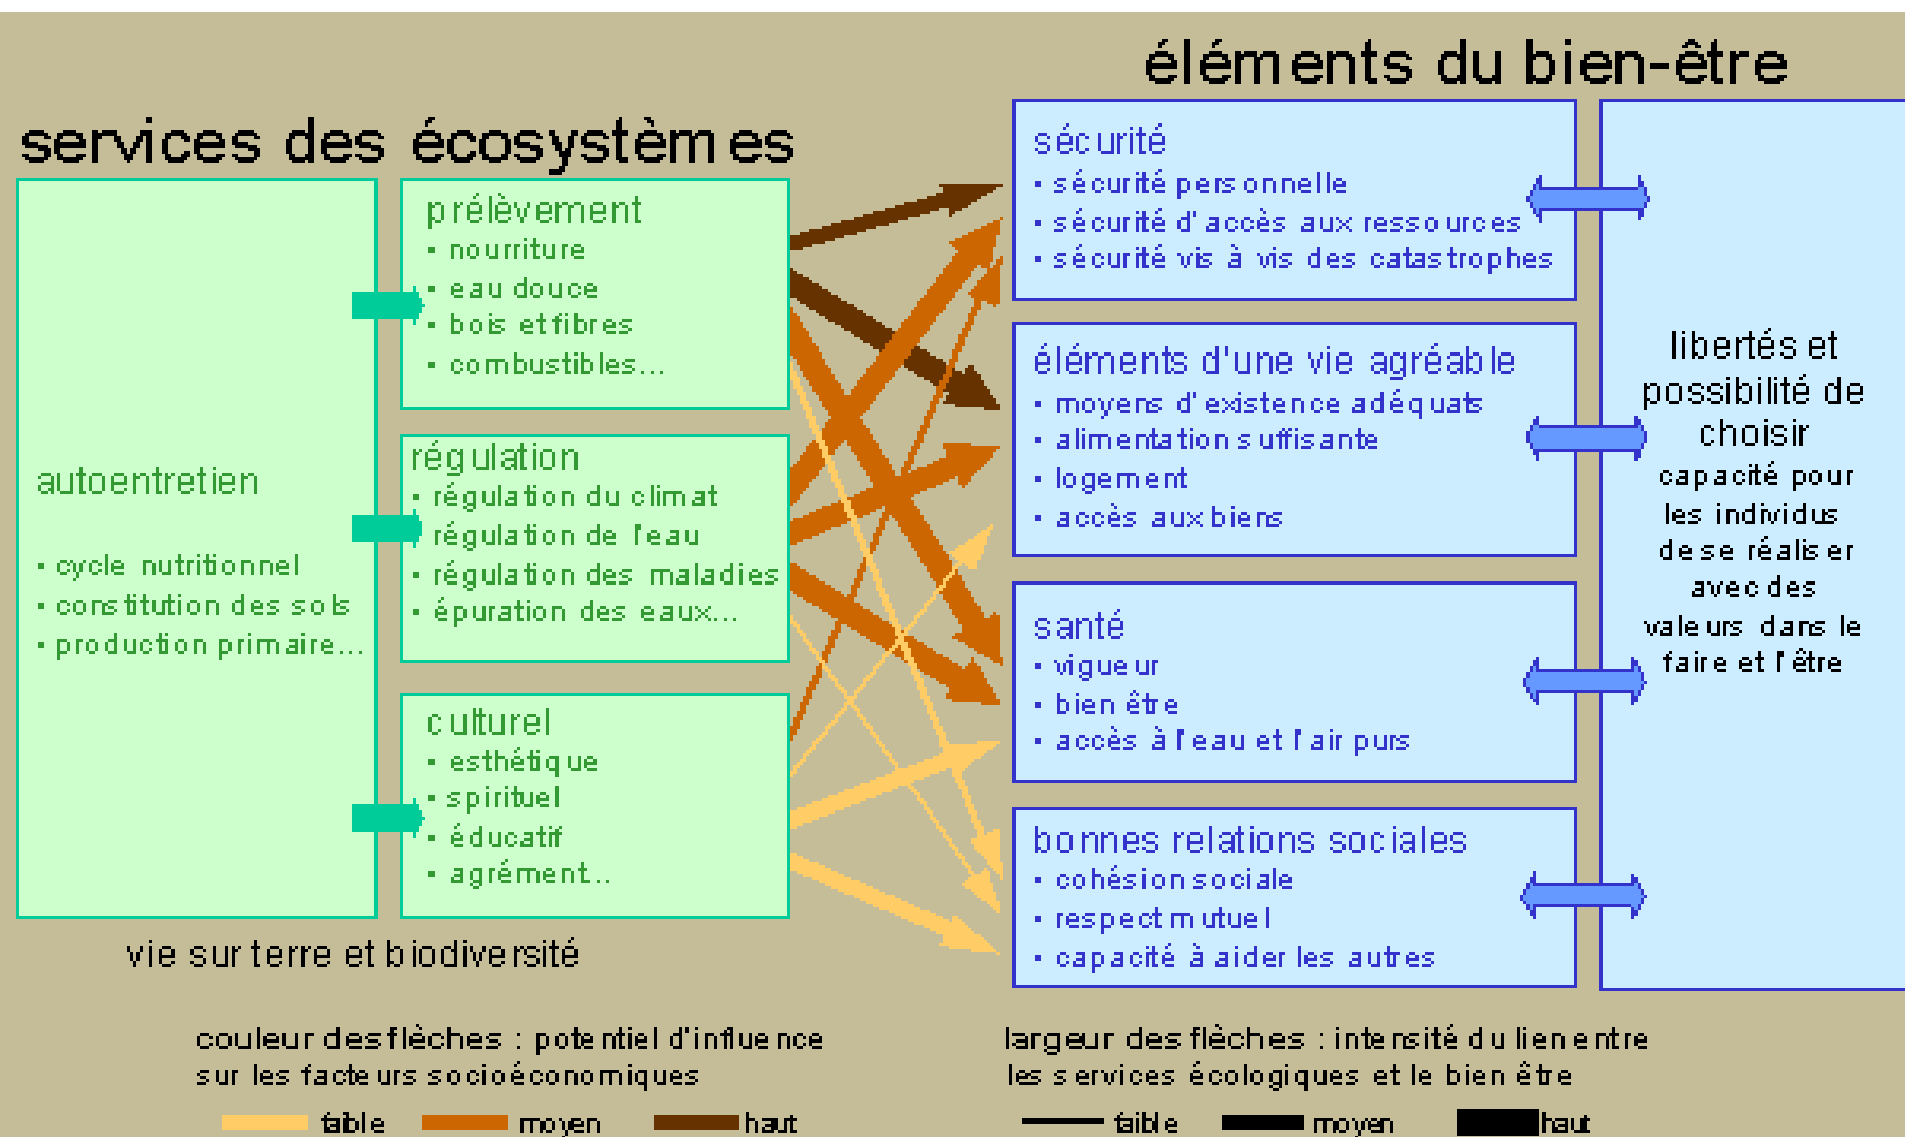 éléments du bien-être
services des écosystèmes
autoentretien
▪ cycle nutritionnel
▪ constitution des sols
▪ production primaire...
prélèvement
▪ nourriture
▪ eau douce
▪ bois et fibres
▪ combustibles...
régulation
▪ régulation du climat
▪ régulation de l'eau
▪ régulation des maladies
▪ épuration des eaux...
culturel
▪ esthétique
▪ spirituel
▪ éducatif
▪ agrément...
vie sur terre et biodiversité
sécurité
▪ sécurité personnelle
▪ sécurité d'accès aux ressources
▪ sécurité vis à vis des catastrophes
éléments d'une vie agréable
▪ moyens d'existence adéquats
▪ alimentation suffisante
▪ logement
▪ accès aux biens
santé
▪ vigueur
▪ bien être
▪ accès à l'eau et l'air purs
bonnes relations sociales
▪ cohésion sociale
▪ respect mutuel
▪ capacité à aider les autres
libertés et
possibilité de
choisir
capacité pour
les individus
de se réaliser
avec des
valeurs dans le
faire et l'être
couleur des flèches : potentiel d'influence
sur les facteurs socioéconomiques
faible moyen haut
largeur des flèches : intensité du lien entre
les services écologiques et le bien être
faible moyen haut